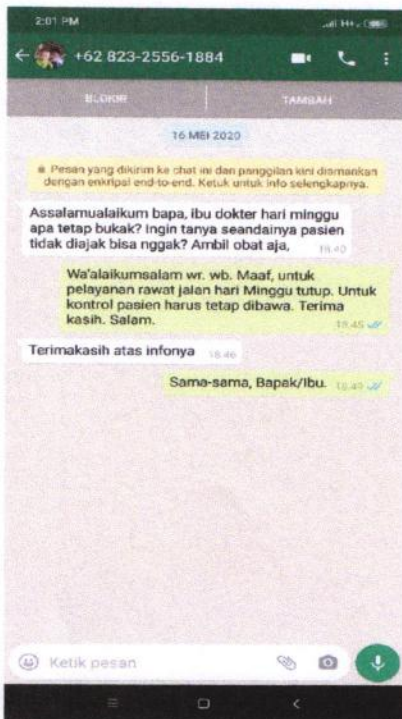 2:01 PM
+62 823-2556-1884
BLOKIR
TAMBAH
16 MEI 2020
Pesan yang dikirim ke chat ini dan panggilan kini diamankan
dengan enkripsi end-to-end. Ketuk untuk info selengkapnya.
Assalamualaikum bapa, ibu dokter hari minggu
apa tetap bukak? Ingin tanya seandainya pasien
tidak diajak bisa nggak? Ambil obat aja,
18.40
Wa'alaikumsalam wr. wb. Maaf, untuk
pelayanan rawat jalan hari Minggu tutup. Untuk
kontrol pasien harus tetap dibawa. Terima
kasih. Salam.
18.45
Terimakasih atas infonya
18.46
Sama-sama, Bapak/Ibu.
Ketik pesan